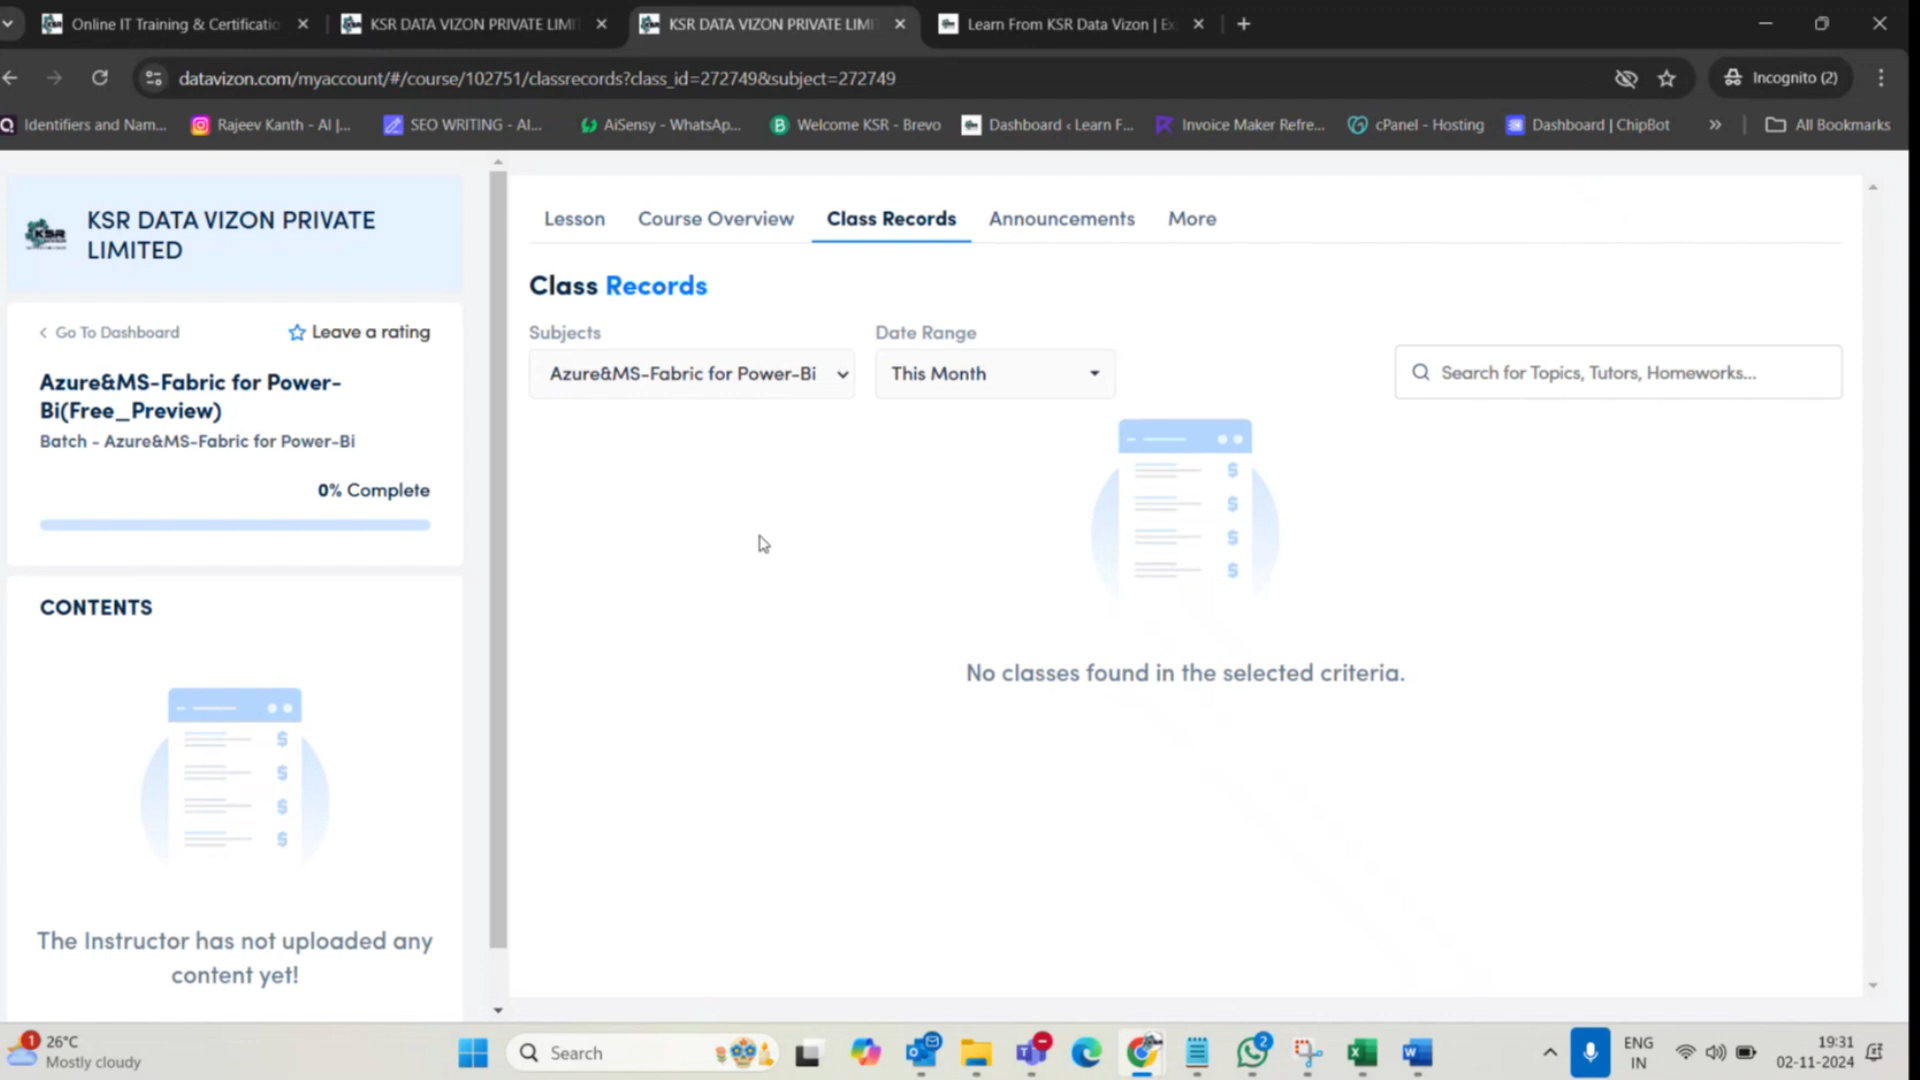 Online IT Training & Certificatio
KSR DATA VIZON PRIVATE LIMI
KSR DATA VIZON PRIVATE LIMI
Learn From KSR Data Vizon | Ex
datavizon.com/myaccount/#/course/102751/classrecords?class_id=272749&subject=272749
Incognito (2)
Identifiers and Nam...
Rajeev Kanth - AI |...
SEO WRITING - AI...
AiSensy - WhatsAp...
Welcome KSR - Brevo
Dashboard ‹ Learn F...
Invoice Maker Refre...
cPanel - Hosting
Dashboard | ChipBot
All Bookmarks
KSR DATA VIZON PRIVATE
LIMITED
Go To Dashboard
Leave a rating
Azure&MS-Fabric for Power-
Bi(Free_Preview)
Batch - Azure&MS-Fabric for Power-Bi
0% Complete
CONTENTS
The Instructor has not uploaded any
content yet!
Lesson
Course Overview
Class Records
Announcements
More
Class Records
Subjects
Date Range
Azure&MS-Fabric for Power-Bi
This Month
Search for Topics, Tutors, Homeworks...
No classes found in the selected criteria.
1
26°C
Mostly cloudy
Search
2
ENG
IN
19:31
02-11-2024